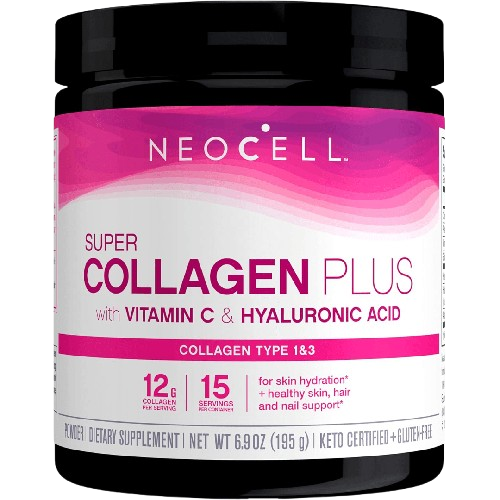 NEOCELL™
SUPER
COLLAGEN PLUS
with VITAMIN C & HYALURONIC ACID
COLLAGEN TYPE 1&3
12G
COLLAGEN
PER SERVING
15
SERVINGS
PER CONTAINER
for skin hydration*
+ healthy skin, hair
and nail support*
POWDER | DIETARY SUPPLEMENT | NET WT 6.9 OZ (195 g) | KETO CERTIFIED + GLUTEN-FREE